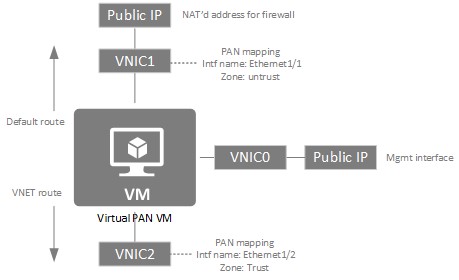 Public IP
NAT'd address for firewall
VNIC1
PAN mapping
Intf name: Ethernet1/1
Zone: untrust
Default route
VNET route
VM
Virtual PAN VM
VNIC0
Public IP
Mgmt interface
VNIC2
PAN mapping
Intf name: Ethernet1/2
Zone: Trust